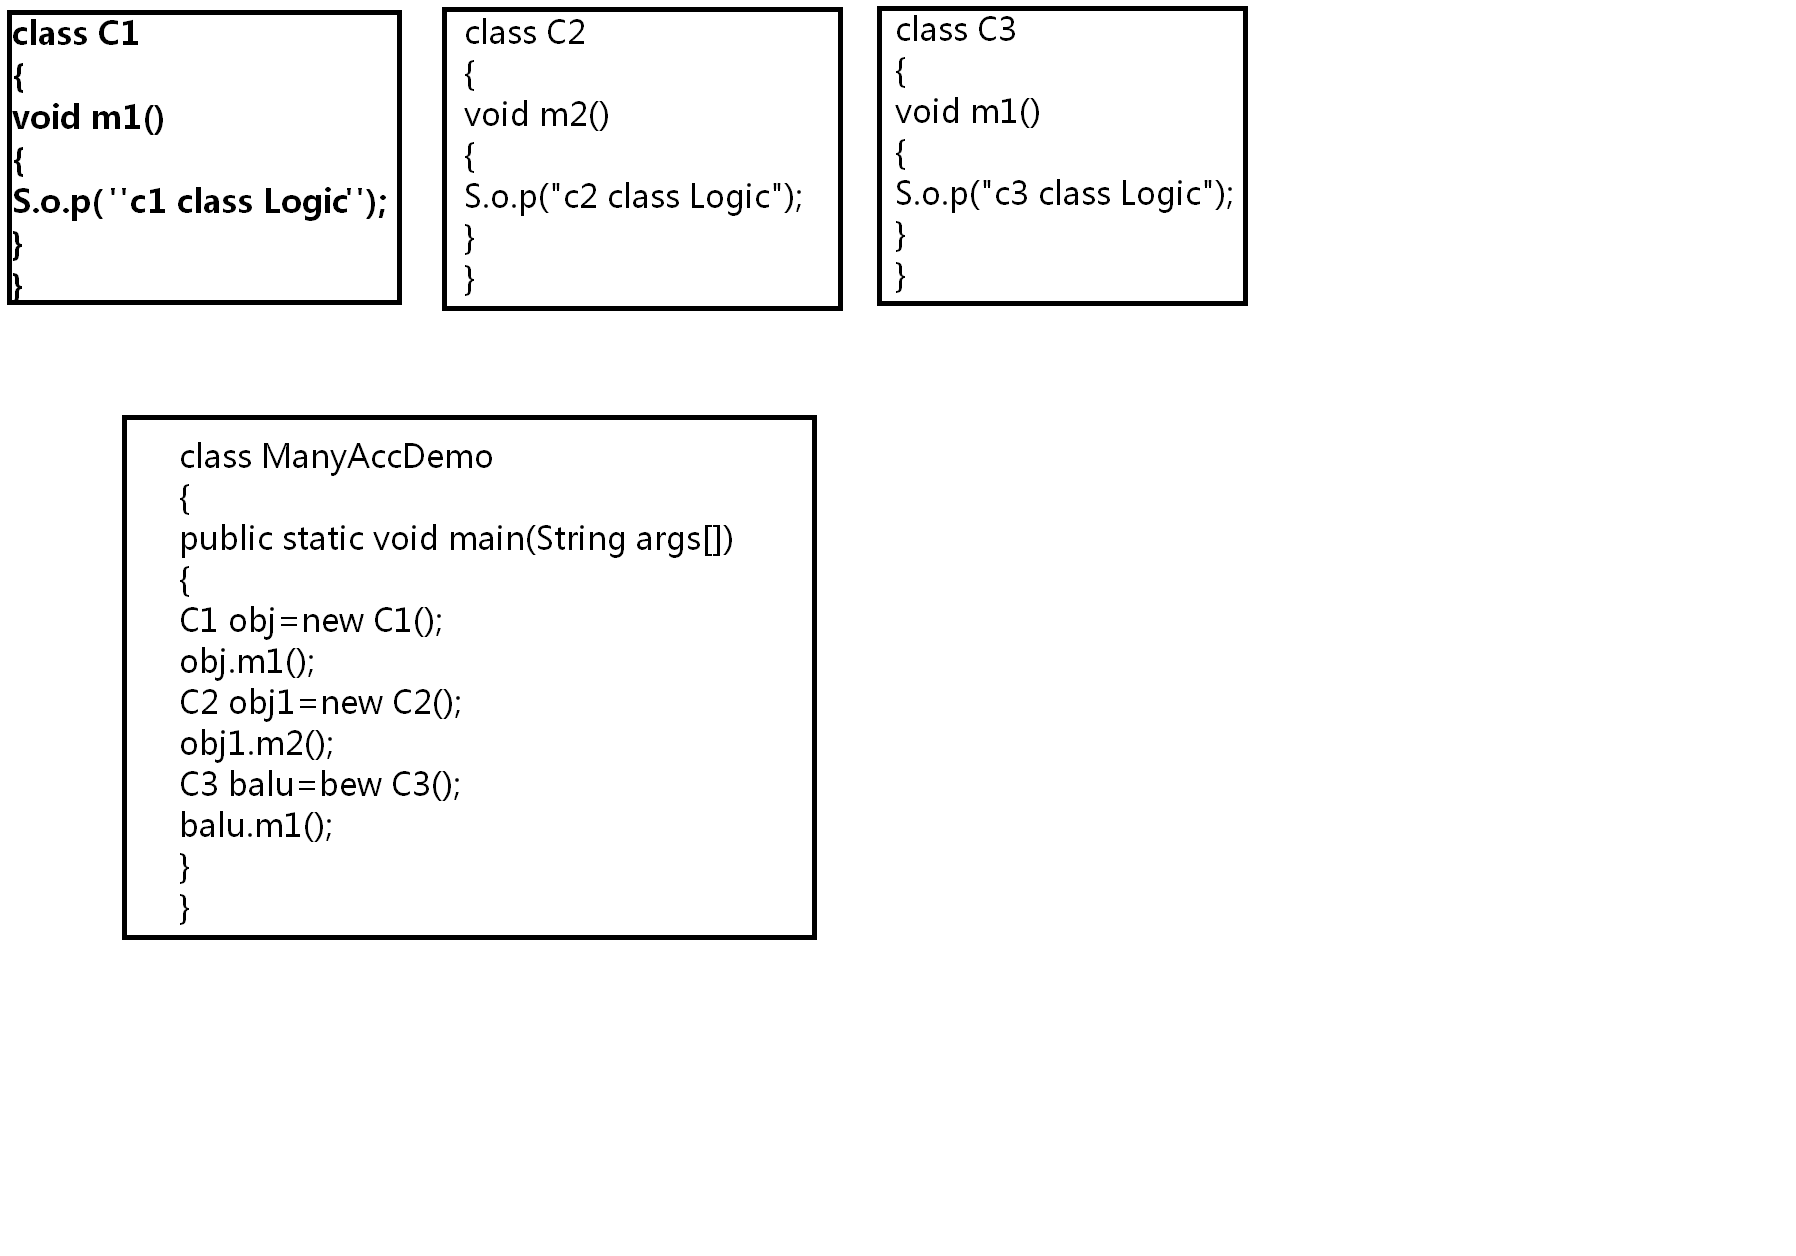 class C1
{
void m1()
{
S.o.p(''c1 class Logic'');
}
}
class C2
{
void m2()
{
S.o.p("c2 class Logic");
}
}
class C3
{
void m1()
{
S.o.p("c3 class Logic");
}
}
class ManyAccDemo
{
public static void main(String args[])
{
C1 obj=new C1();
obj.m1();
C2 obj1=new C2();
obj1.m2();
C3 balu=bew C3();
balu.m1();
}
}